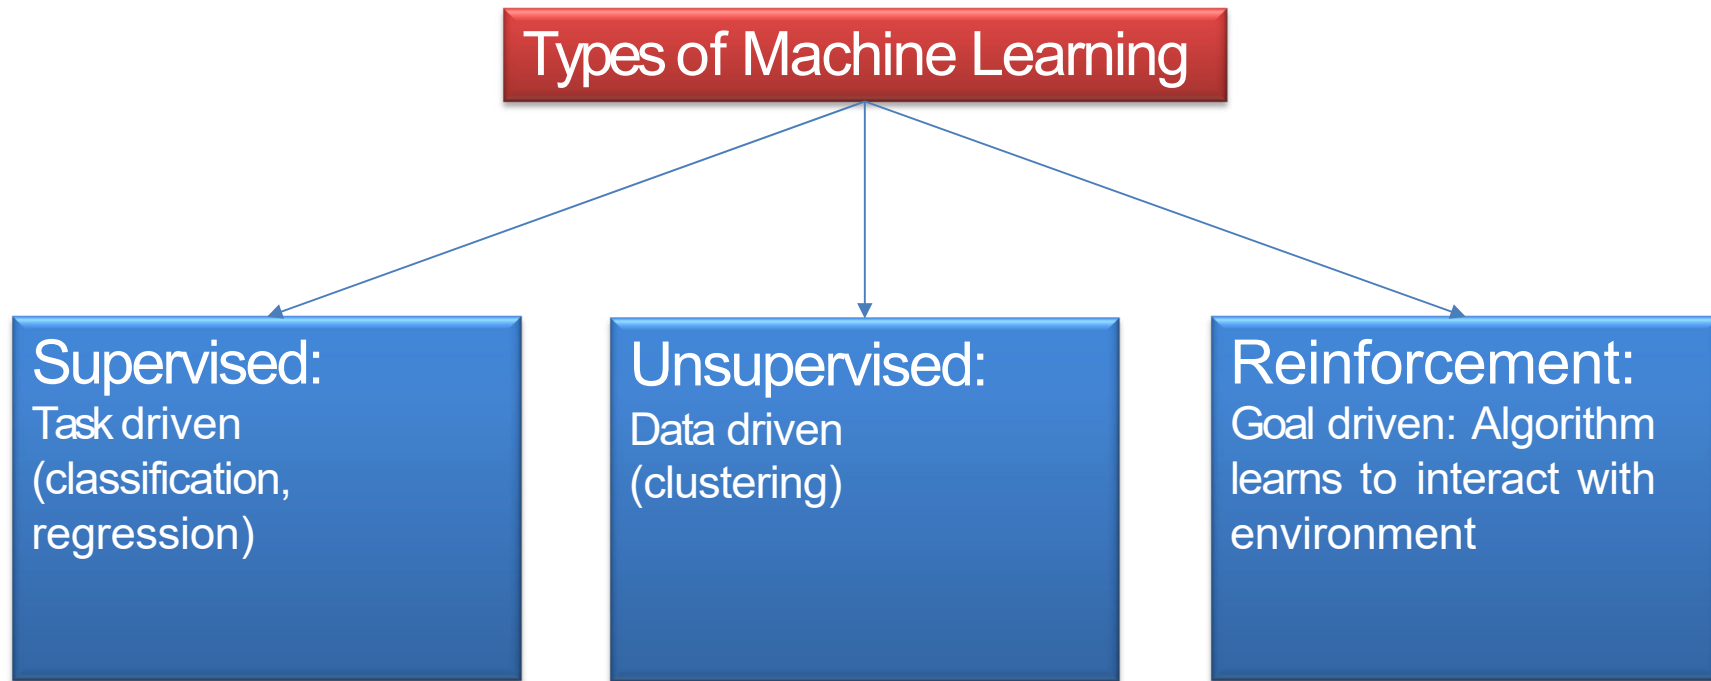 Types of Machine Learning
Supervised:
Task driven
(classification,
regression)
Unsupervised:
Data driven
(clustering)
Reinforcement:
Goal driven: Algorithm
learns to interact with
environment